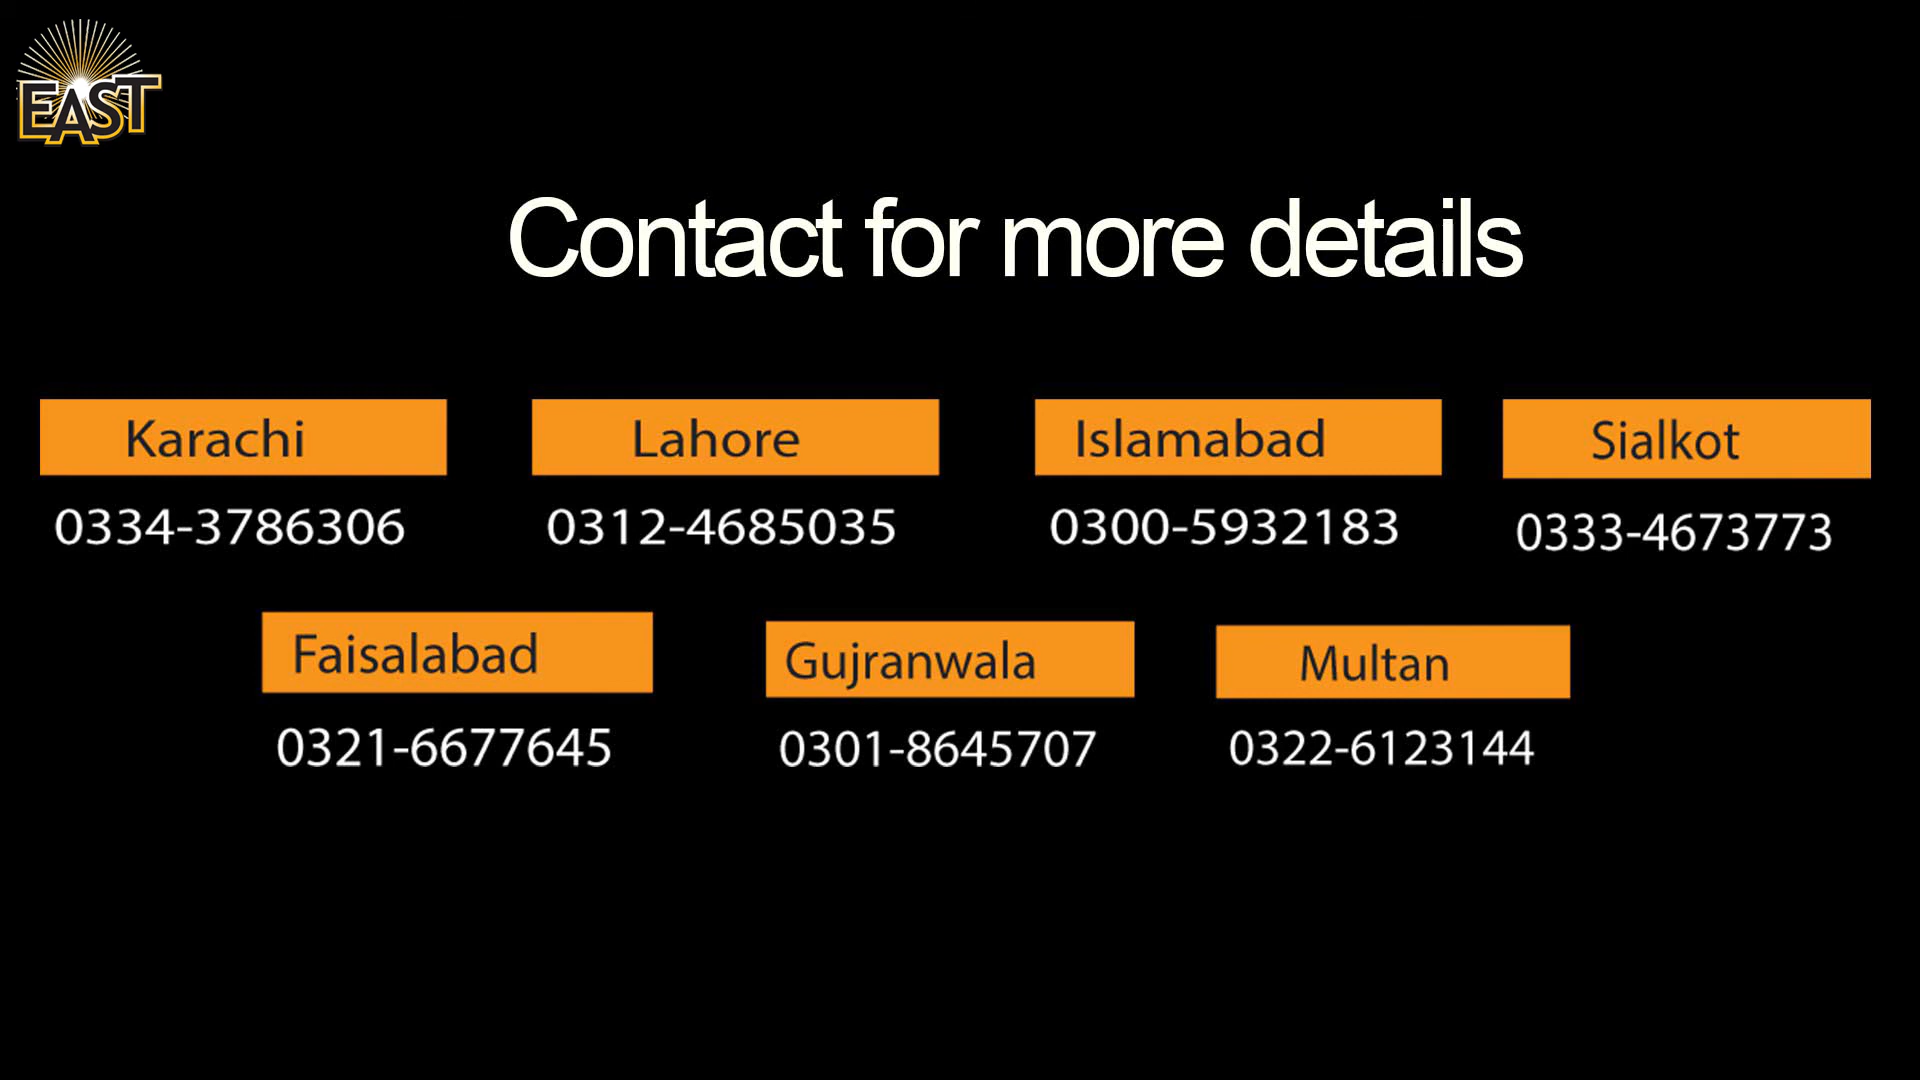 EAST
Contact for more details
Karachi
Lahore
Islamabad
Sialkot
0334-3786306
0312-4685035
0300-5932183
0333-4673773
Faisalabad
Gujranwala
Multan
0321-6677645
0301-8645707
0322-6123144